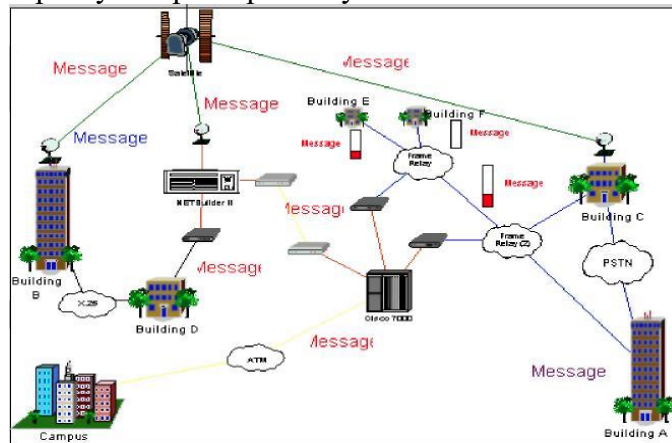 Message
Satellite
Message
Message
Message
Building E
Building F
Message
Message
Message
Frame
Relay
NETBuilder II
Message
Building C
Frame
Relay (2)
PSTN
Message
Building
B
X.25
Building D
Cisco 7000
Message
ATM
Message
Campus
Building A